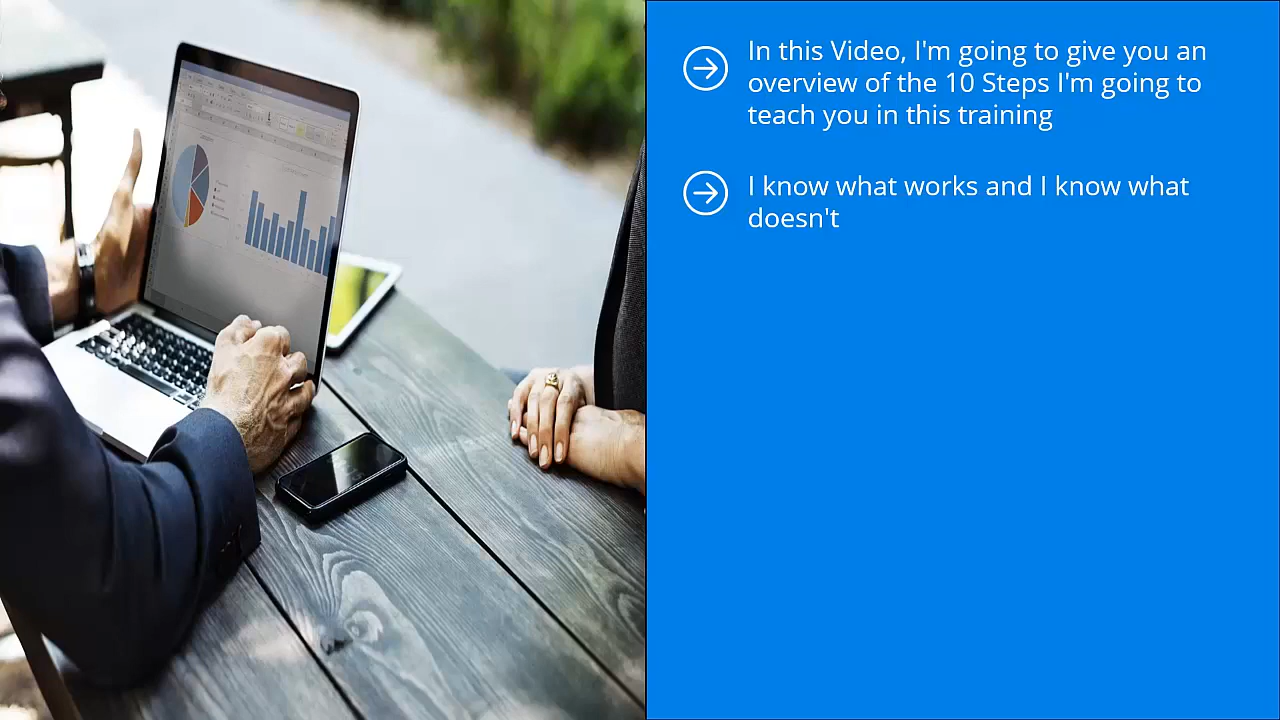 In this Video, I'm going to give you an
overview of the 10 Steps I'm going to
teach you in this training
I know what works and I know what
doesn't